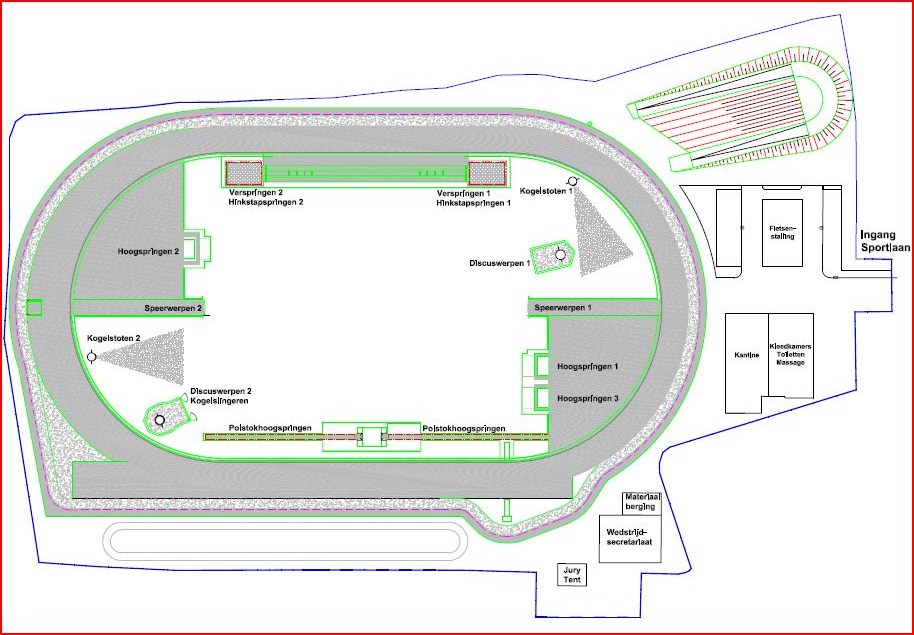 Verspringen 2
Hinkstapspringen 2
Verspringen 1
Hinkstapspringen 1
Kogelstoten 1
Fietsen-
stalling
Ingang
Sportlaan
Hoogspringen 2
Discuswerpen 1
Speerwerpen 2
Speerwerpen 1
Kogelstoten 2
Kantine
Kleedkamers
Toiletten
Massage
Hoogspringen 1
Discuswerpen 2
Kogelslingeren
Hoogspringen 3
Polstokhoogspringen
Polstokhoogspringen
Materiaal
berging
Wedstrijd-
secretariaat
Jury
Tent